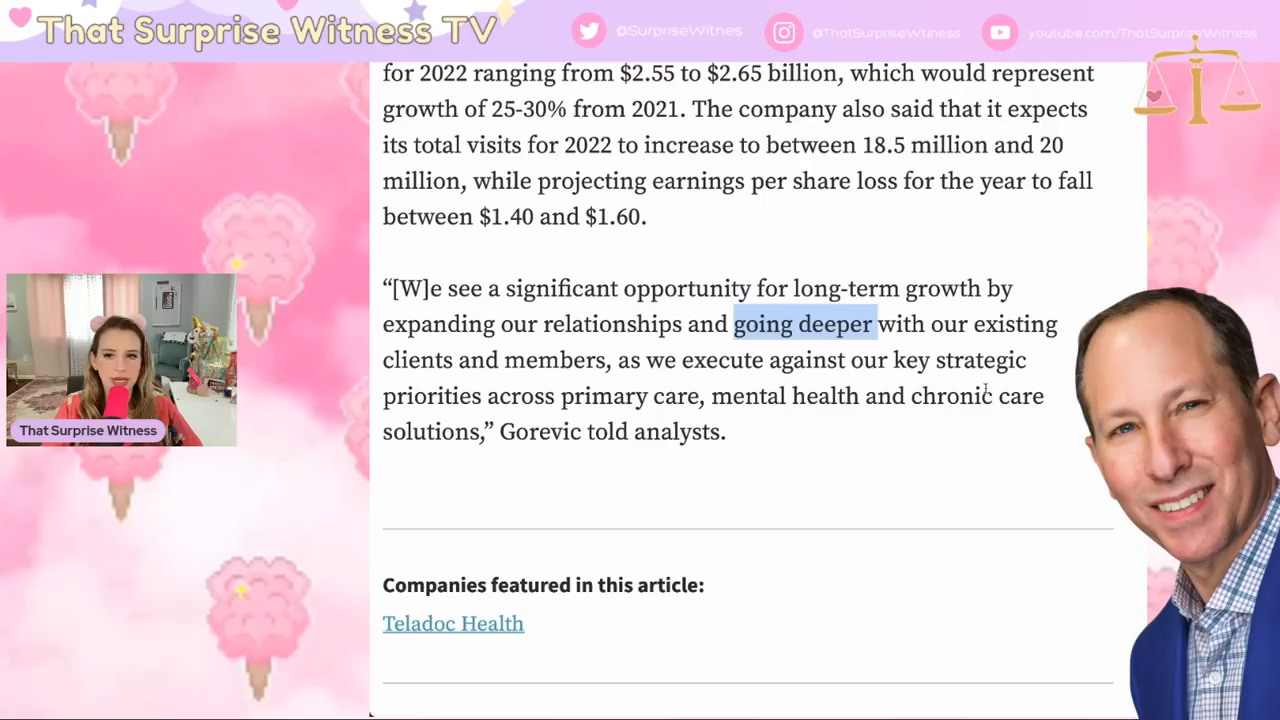 That Surprise Witness TV
@SurpriseWitnes
@ThatSurpriseWitiness
youtube.com/ThatSurpriseWitness
for 2022 ranging from $2.55 to $2.65 billion, which would represent
growth of 25-30% from 2021. The company also said that it expects
its total visits for 2022 to increase to between 18.5 million and 20
million, while projecting earnings per share loss for the year to fall
between $1.40 and $1.60.
“[W]e see a significant opportunity for long-term growth by
expanding our relationships and going deeper with our existing
clients and members, as we execute against our key strategic
priorities across primary care, mental health and chronic care
solutions,” Gorevic told analysts.
Companies featured in this article:
Teladoc Health
That Surprise Witness